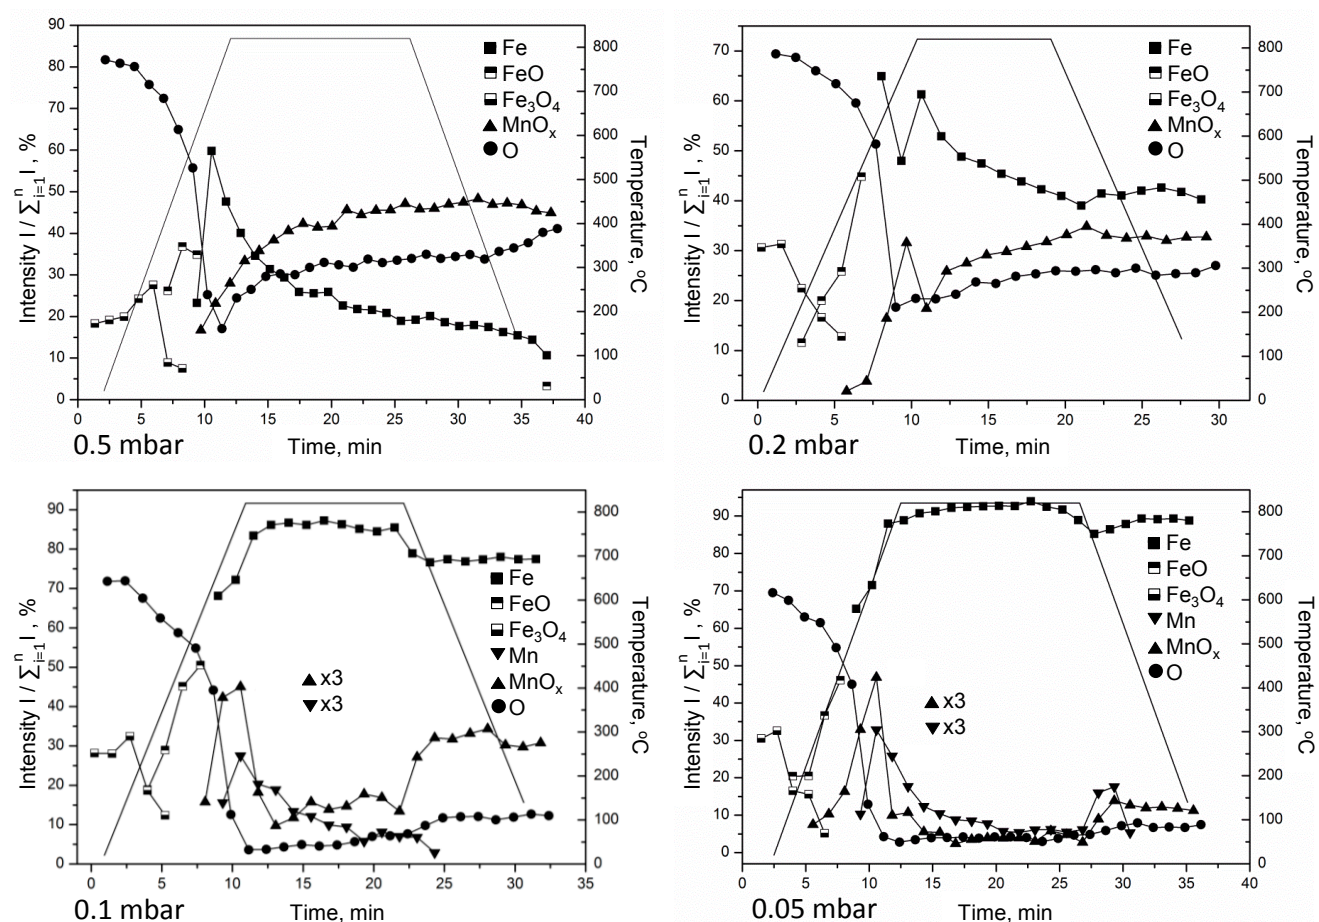 90
80
70
60
50
40
30
20
10
0
Intensity I / Σⁿᵢ₌₁I , %
0 5 10 15 20 25 30 35 40
Time, min
800
700
600
500
400
300
200
100
0
Temperature, ºC
Fe
FeO
Fe₃O₄
MnOₓ
O
0.5 mbar
70
60
50
40
30
20
10
0
Intensity I / Σⁿᵢ₌₁I , %
0 5 10 15 20 25 30
Time, min
800
700
600
500
400
300
200
100
0
Temperature, ºC
Fe
FeO
Fe₃O₄
MnOₓ
O
0.2 mbar
90
80
70
60
50
40
30
20
10
0
Intensity I / Σⁿᵢ₌₁I , %
0 5 10 15 20 25 30 35
Time, min
800
700
600
500
400
300
200
100
0
Temperature, ºC
Fe
FeO
Fe₃O₄
Mn
MnOₓ
O
x3
x3
0.1 mbar
90
80
70
60
50
40
30
20
10
0
Intensity I / Σⁿᵢ₌₁I , %
0 5 10 15 20 25 30 35 40
Time, min
800
700
600
500
400
300
200
100
0
Temperature, ºC
Fe
FeO
Fe₃O₄
Mn
MnOₓ
O
x3
x3
0.05 mbar